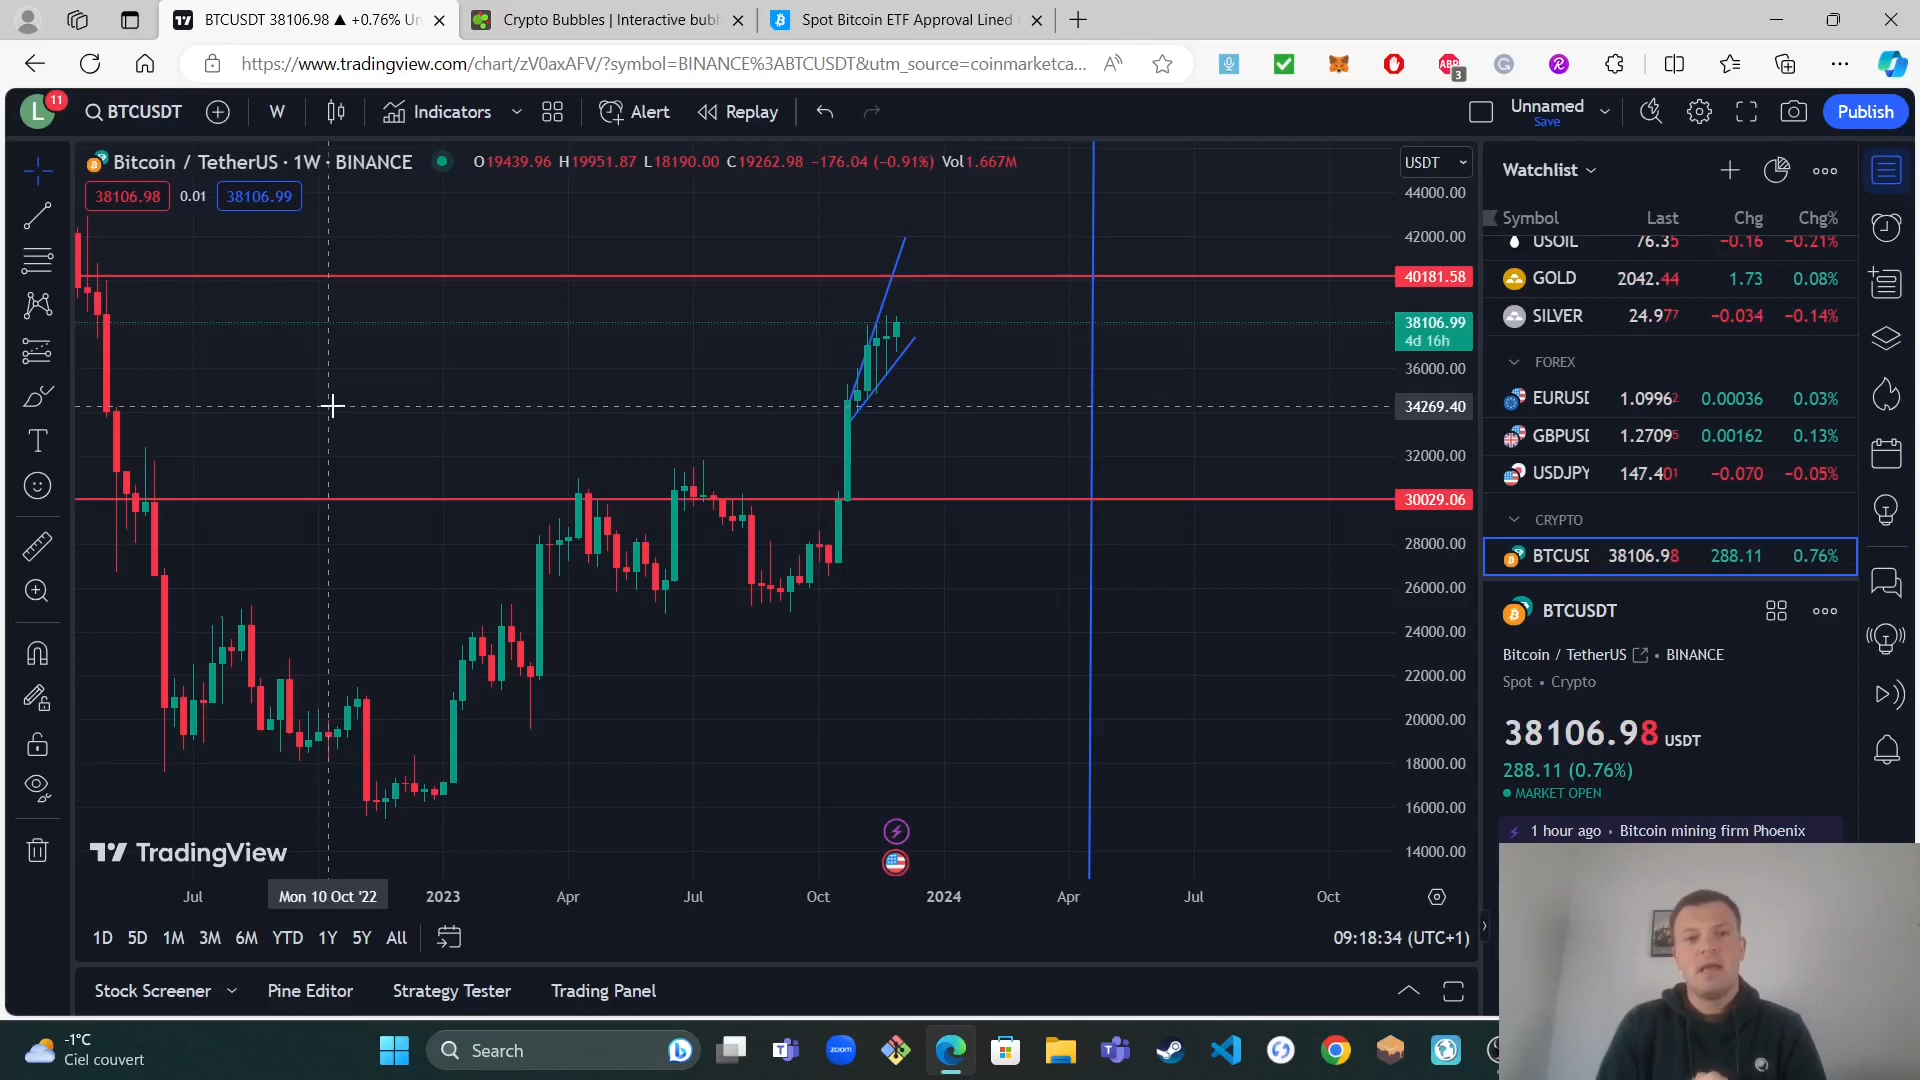 BTCUSDT 38106.98 ▲ +0.76% Un
Crypto Bubbles | Interactive bubb
Spot Bitcoin ETF Approval Lined
https://www.tradingview.com/chart/zV0axAFV/?symbol=BINANCE%3ABTCUSDT&utm_source=coinmarketca...
ABP 3
L 11 BTCUSDT W Indicators Alert Replay Unnamed Save Publish
Bitcoin / TetherUS · 1W · BINANCE O19439.96 H19951.87 L18190.00 C19262.98 -176.04 (-0.91%) Vol1.667M
38106.98 0.01 38106.99
USDT
44000.00
42000.00
40181.58
38106.99
4d 16h
36000.00
34269.40
32000.00
30029.06
28000.00
26000.00
24000.00
22000.00
20000.00
18000.00
16000.00
14000.00
TradingView
Jul Mon 10 Oct '22 2023 Apr Jul Oct 2024 Apr Jul Oct
1D 5D 1M 3M 6M YTD 1Y 5Y All 09:18:34 (UTC+1)
Stock Screener Pine Editor Strategy Tester Trading Panel
Watchlist
Symbol Last Chg Chg%
USOIL 76.35 -0.16 -0.21%
GOLD 2042.44 1.73 0.08%
SILVER 24.977 -0.034 -0.14%
FOREX
EURUSD 1.09962 0.00036 0.03%
GBPUSD 1.27095 0.00162 0.13%
USDJPY 147.401 -0.070 -0.05%
CRYPTO
BTCUSD 38106.98 288.11 0.76%
BTCUSDT
Bitcoin / TetherUS • BINANCE
Spot • Crypto
38106.98 USDT
288.11 (0.76%)
MARKET OPEN
1 hour ago • Bitcoin mining firm Phoenix
-1°C
Ciel couvert
Search
zoom